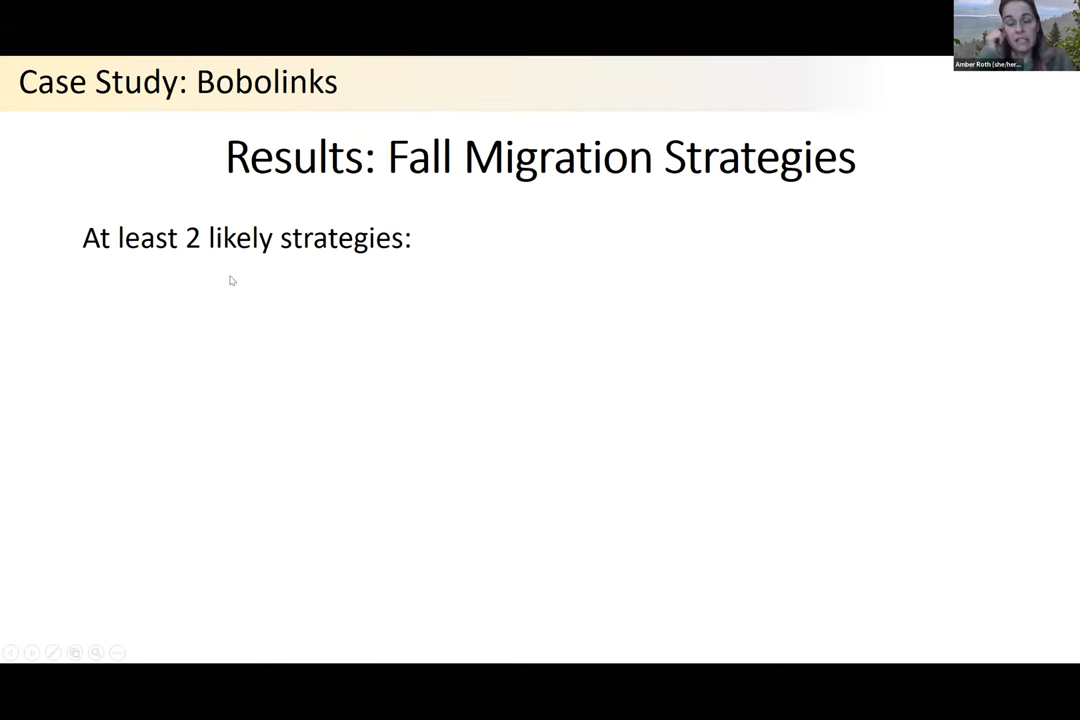 Case Study: Bobolinks
Amber Roth (she/her...
Results: Fall Migration Strategies
At least 2 likely strategies: